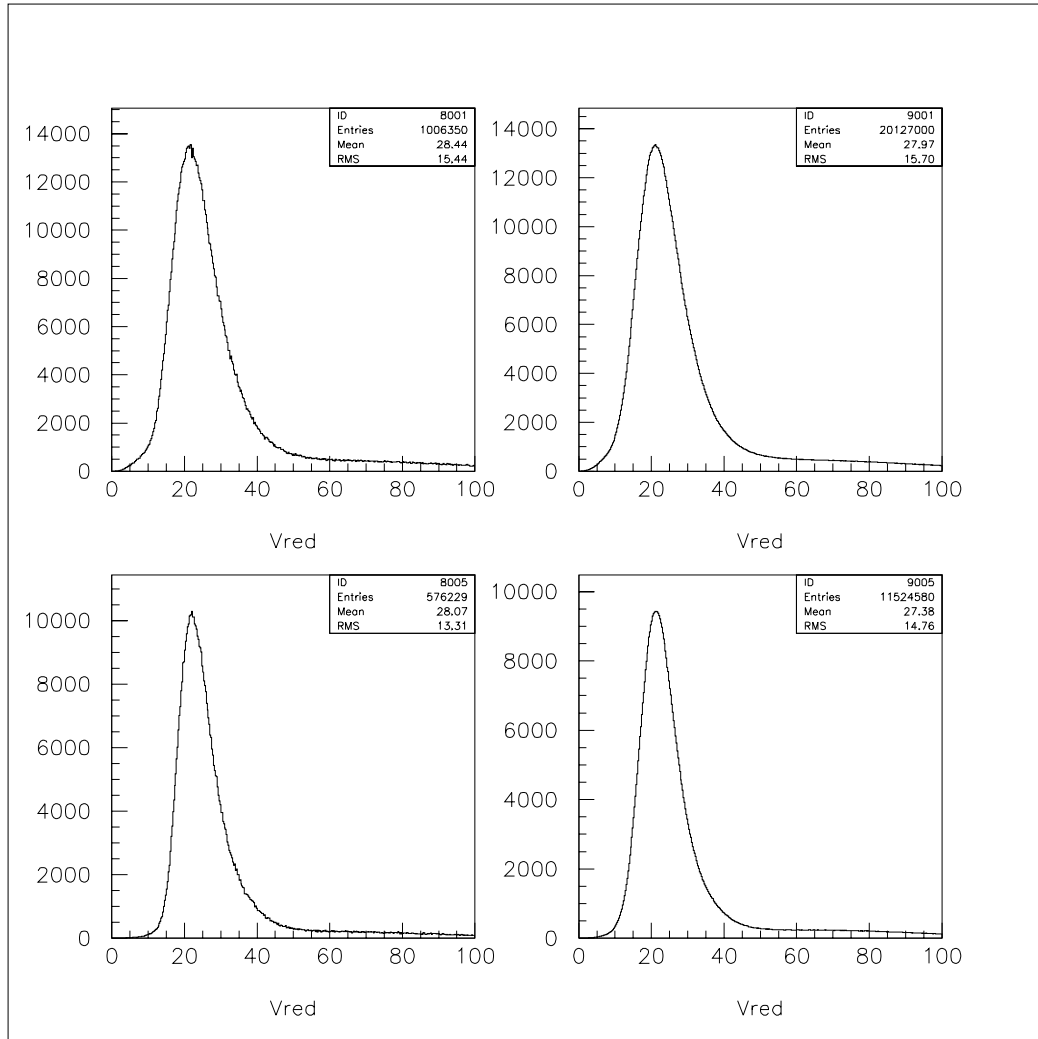 ID 8001
Entries 1006350
Mean 28.44
RMS 15.44
14000
12000
10000
8000
6000
4000
2000
0
0 20 40 60 80 100
Vred
ID 9001
Entries 20127000
Mean 27.97
RMS 15.70
14000
12000
10000
8000
6000
4000
2000
0
0 20 40 60 80 100
Vred
ID 8005
Entries 576229
Mean 28.07
RMS 13.31
10000
8000
6000
4000
2000
0
0 20 40 60 80 100
Vred
ID 9005
Entries 11524580
Mean 27.38
RMS 14.76
10000
8000
6000
4000
2000
0
0 20 40 60 80 100
Vred